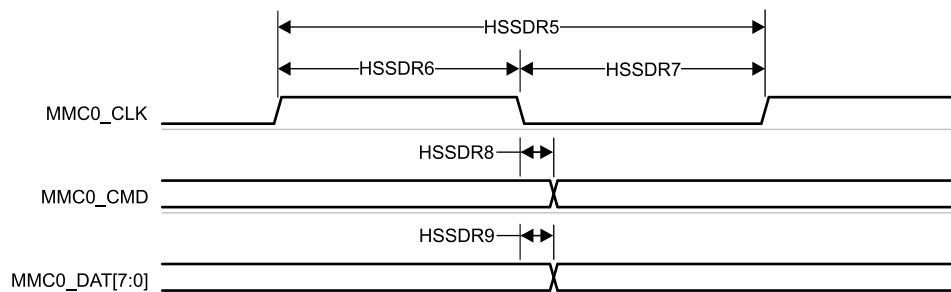 HSSDR5
HSSDR6 HSSDR7
MMC0_CLK
HSSDR8
MMC0_CMD
HSSDR9
MMC0_DAT[7:0]